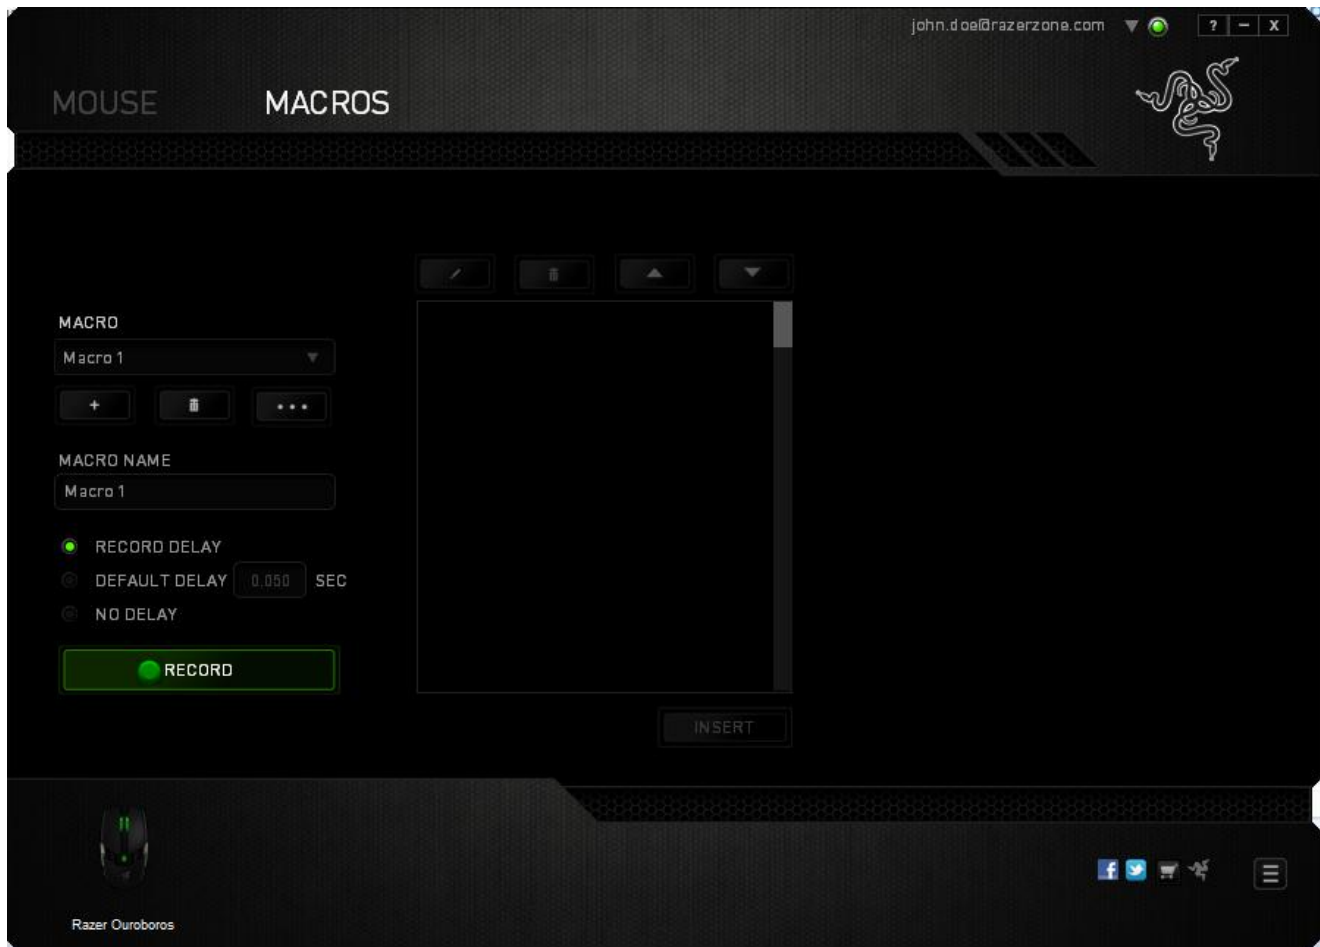 john.doe@razerzone.com
? – X
MOUSE MACROS
MACRO
Macro 1
+
MACRO NAME
Macro 1
RECORD DELAY
DEFAULT DELAY 0.050 SEC
NO DELAY
RECORD
INSERT
Razer Ouroboros